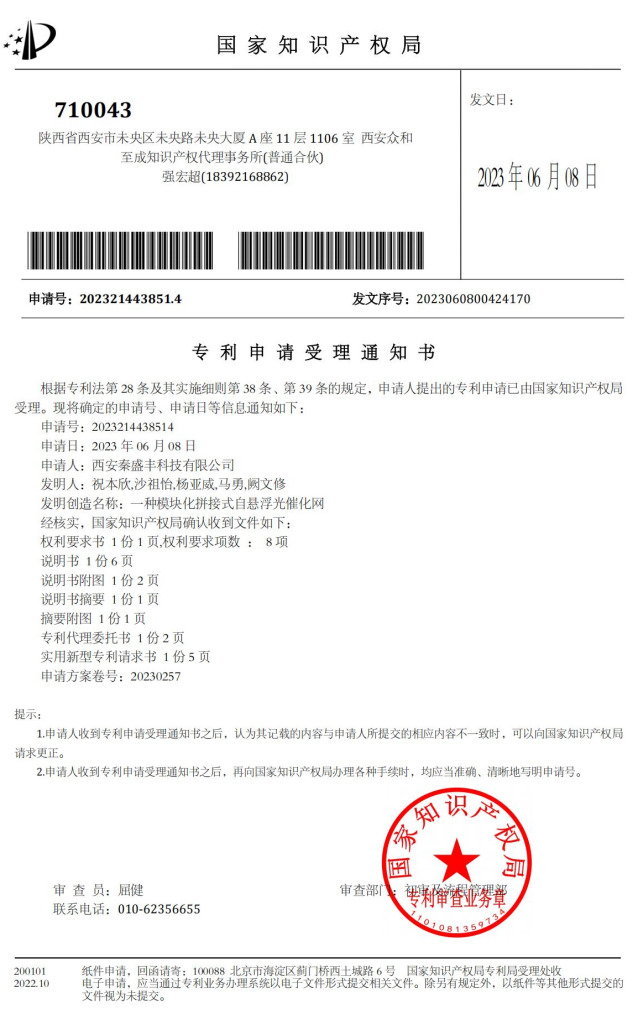 国家知识产权局
710043
陕西省西安市未央区未央路未央大厦 A 座 11 层 1106 室 西安众和
至成知识产权代理事务所(普通合伙)
强宏超(18392168862)
发文日：
2023 年 06 月 08 日
申请号：202321443851.4
发文序号：2023060800424170
专利申请受理通知书
根据专利法第 28 条及其实施细则第 38 条、第 39 条的规定，申请人提出的专利申请已由国家知识产权局
受理。现将确定的申请号、申请日等信息通知如下：
申请号：2023214438514
申请日：2023 年 06 月 08 日
申请人：西安秦盛丰科技有限公司
发明人：祝本欣,沙祖怡,杨亚威,马勇,阙文修
发明创造名称：一种模块化拼接式自悬浮光催化网
经核实，国家知识产权局确认收到文件如下：
权利要求书 1 份 1 页,权利要求项数 ： 8 项
说明书 1 份 6 页
说明书附图 1 份 2 页
说明书摘要 1 份 1 页
摘要附图 1 份 1 页
专利代理委托书 1 份 2 页
实用新型专利请求书 1 份 5 页
申请方案卷号：20230257
提示：
1.申请人收到专利申请受理通知书之后，认为其记载的内容与申请人所提交的相应内容不一致时，可以向国家知识产权局
请求更正。
2.申请人收到专利申请受理通知书之后，再向国家知识产权局办理各种手续时，均应当准确、清晰地写明申请号。
国家知识产权局
专利审查业务章
1101081359734
审 查 员：屈健
审查部门：初审及流程管理部
联系电话：010-62356655
200101
2022.10
纸件申请，回函请寄：100088 北京市海淀区蓟门桥西土城路 6 号 国家知识产权局专利局受理处收
电子申请，应当通过专利业务办理系统以电子文件形式提交相关文件。除另有规定外，以纸件等其他形式提交的
文件视为未提交。